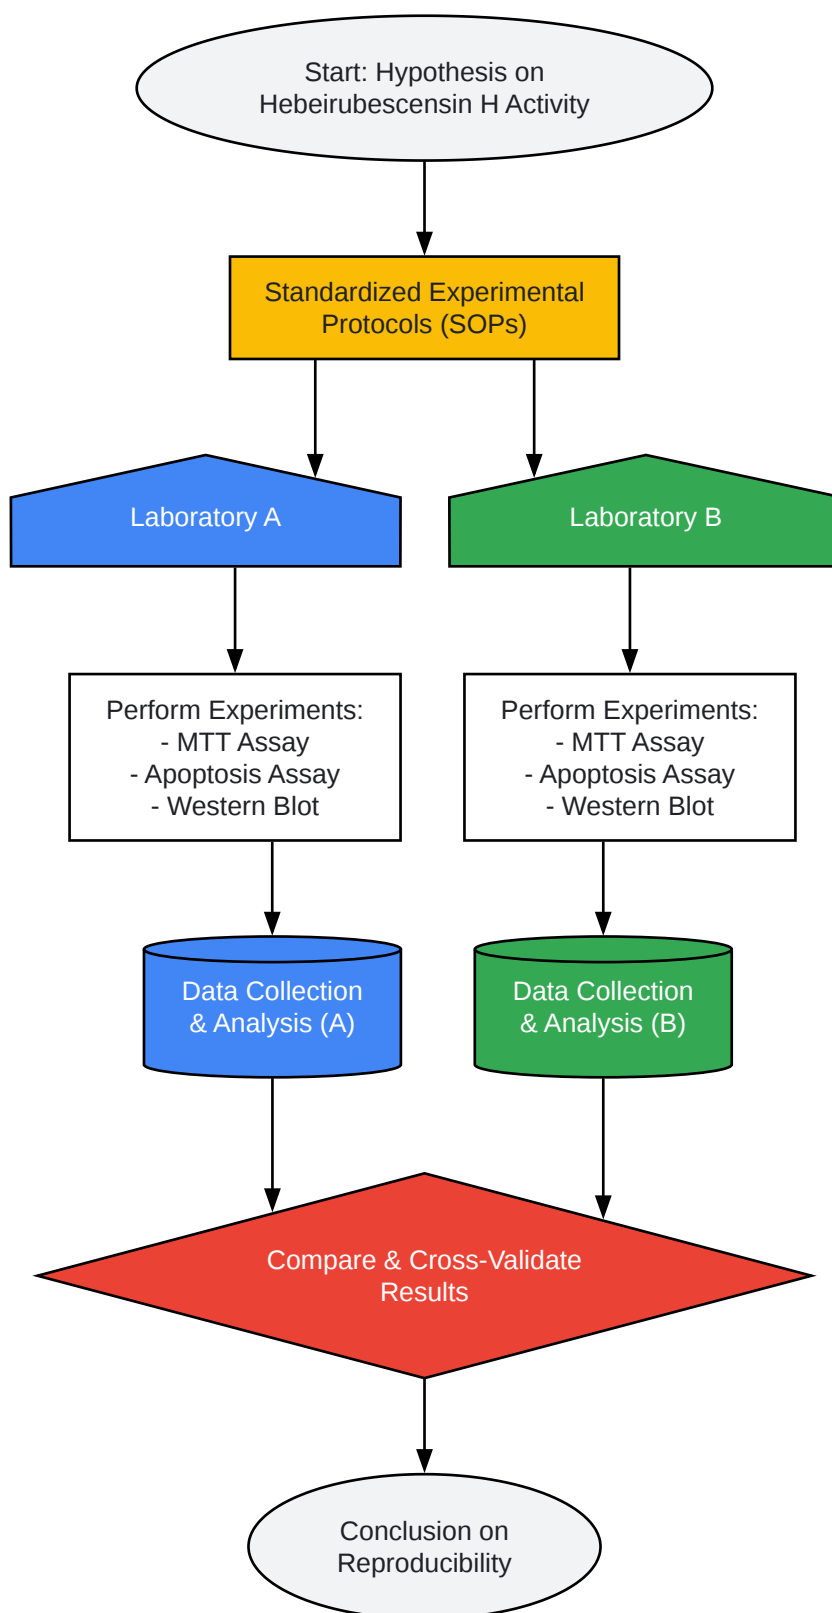 Start: Hypothesis on
Hebeirubescensin H Activity
Standardized Experimental
Protocols (SOPs)
Laboratory A
Laboratory B
Perform Experiments:
- MTT Assay
- Apoptosis Assay
- Western Blot
Perform Experiments:
- MTT Assay
- Apoptosis Assay
- Western Blot
Data Collection
& Analysis (A)
Data Collection
& Analysis (B)
Compare & Cross-Validate
Results
Conclusion on
Reproducibility